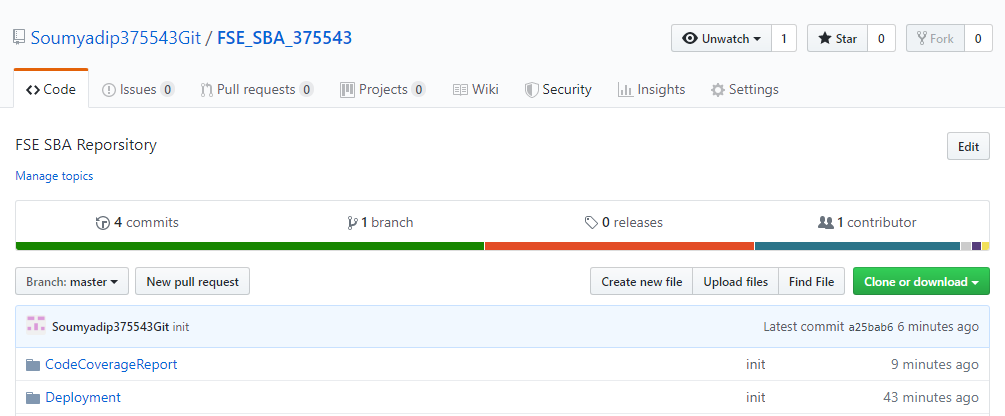 Soumyadip375543Git / FSE_SBA_375543 Unwatch 1 Star 0 Fork 0
Code Issues 0 Pull requests 0 Projects 0 Wiki Security Insights Settings
FSE SBA Reporsitory Edit
Manage topics
4 commits 1 branch 0 releases 1 contributor
Branch: master New pull request Create new file Upload files Find File Clone or download
Soumyadip375543Git init Latest commit a25bab6 6 minutes ago
CodeCoverageReport init 9 minutes ago
Deployment init 43 minutes ago